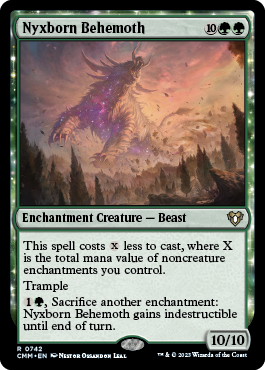 Nyxborn Behemoth 10
Enchantment Creature — Beast
This spell costs X less to cast, where X
is the total mana value of noncreature
enchantments you control.
Trample
1, Sacrifice another enchantment:
Nyxborn Behemoth gains indestructible
until end of turn.
R 0742
CMM • EN Nestor Ossandon Leal
™ & © 2023 Wizards of the Coast
10/10